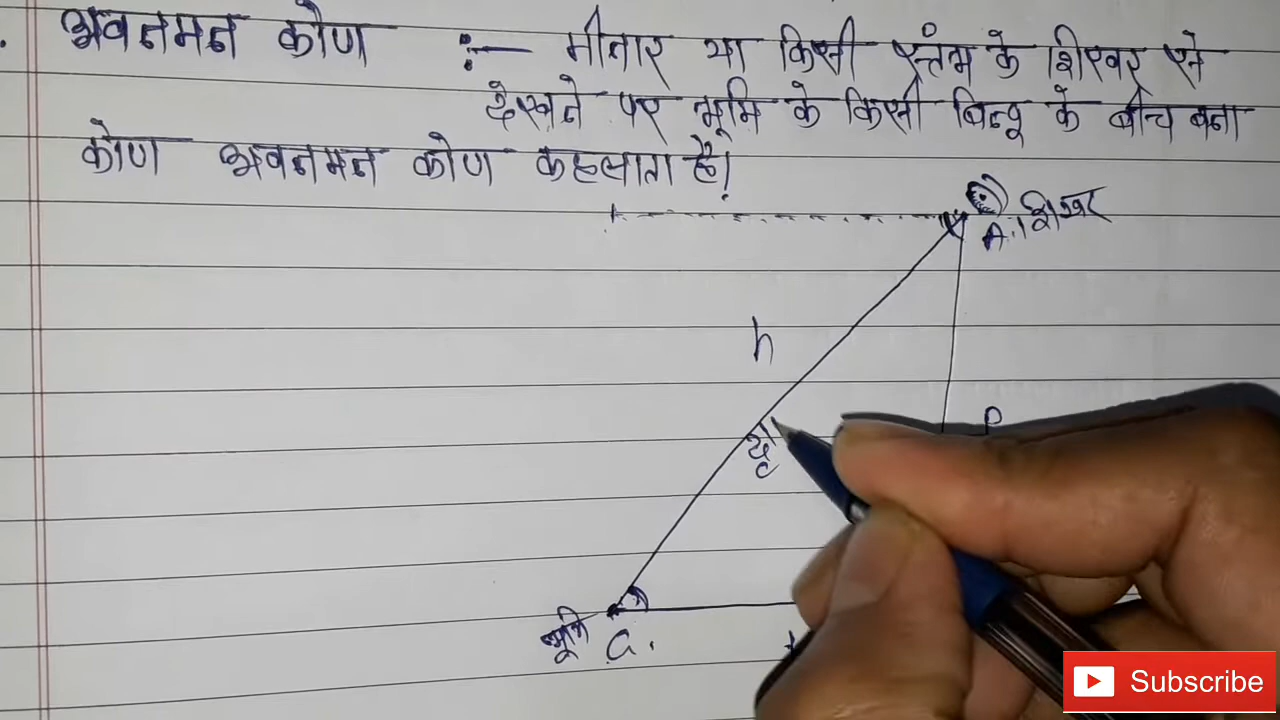 अवनमन कोण :— मीनार या किसी स्तंभ के शिखर से
देखने पर भूमि के किसी बिन्दू के बीच बना
कोण अवनमन कोण कहलाता है।
A. शिखर
h
P
दृ
भूमि C.
Subscribe